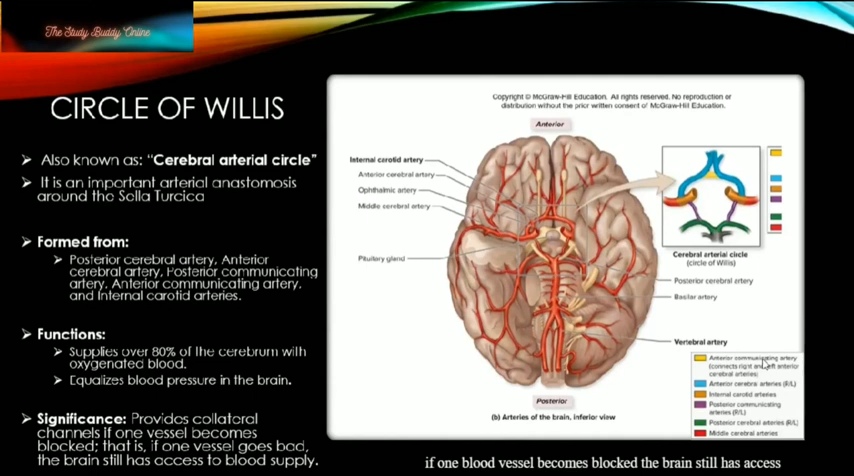 The Study Buddy Online
CIRCLE OF WILLIS
Also known as: "Cerebral arterial circle"
It is an important arterial anastomosis
around the Sella Turcica
Formed from:
Posterior cerebral artery, Anterior
cerebral artery, Posterior communicating
artery, Anterior communicating artery,
and Internal carotid arteries.
Functions:
Supplies over 80% of the cerebrum with
oxygenated blood.
Equalizes blood pressure in the brain.
Significance: Provides collateral
channels if one vessel becomes
blocked; that is, if one vessel goes bad,
the brain still has access to blood supply.
Copyright © McGraw-Hill Education. All rights reserved. No reproduction or
distribution without the prior written consent of McGraw-Hill Education.
Anterior
Internal carotid artery
Anterior cerebral artery
Ophthalmic artery
Middle cerebral artery
Pituitary gland
Cerebral arterial circle
(circle of Willis)
Posterior cerebral artery
Basilar artery
Vertebral artery
Posterior
(b) Arteries of the brain, inferior view
Anterior communicating artery
(connects right and left anterior
cerebral arteries)
Anterior cerebral arteries (R/L)
Internal carotid arteries
Posterior communicating
arteries (R/L)
Posterior cerebral arteries (R/L)
Middle cerebral arteries
if one blood vessel becomes blocked the brain still has access